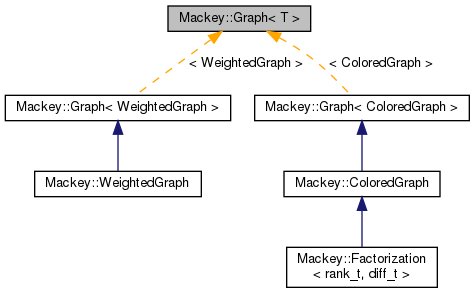 Mackey::Graph< T >
< WeightedGraph >
< ColoredGraph >
Mackey::Graph< WeightedGraph >
Mackey::Graph< ColoredGraph >
Mackey::WeightedGraph
Mackey::ColoredGraph
Mackey::Factorization
< rank_t, diff_t >